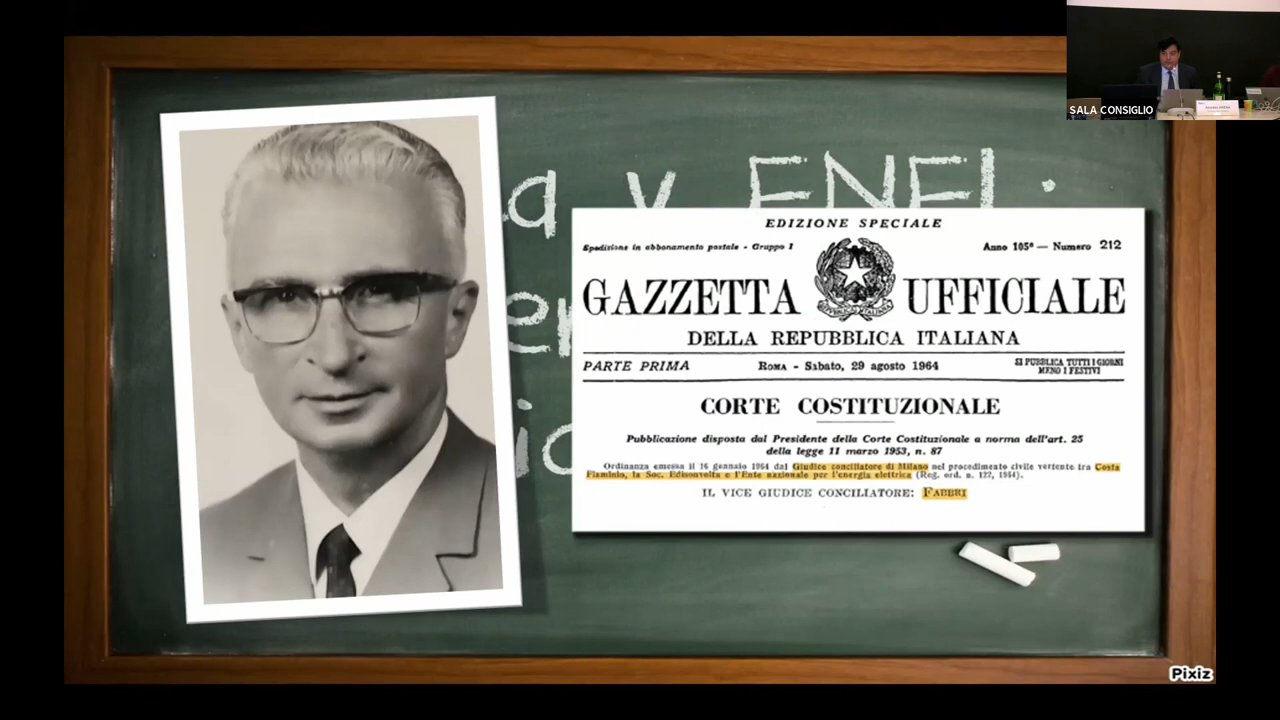 SALA CONSIGLIO
a v ENEL.
EDIZIONE SPECIALE
Spedizione in abbonamento postale - Gruppo I
Anno 105° — Numero 212
GAZZETTA UFFICIALE
DELLA REPUBBLICA ITALIANA
PARTE PRIMA
Roma - Sabato, 29 agosto 1964
SI PUBBLICA TUTTI I GIORNI
MENO I FESTIVI
CORTE COSTITUZIONALE
Pubblicazione disposta dal Presidente della Corte Costituzionale a norma dell'art. 25
della legge 11 marzo 1953, n. 87
Ordinanza emessa il 16 gennaio 1964 dal Giudice conciliatore di Milano nel procedimento civile vertente tra Costa
Flaminio, la Soc. Edisonvolta e l'Ente nazionale per l'energia elettrica (Reg. ord. n. 122, 1964).
IL VICE GIUDICE CONCILIATORE: FABBRI
Pixiz